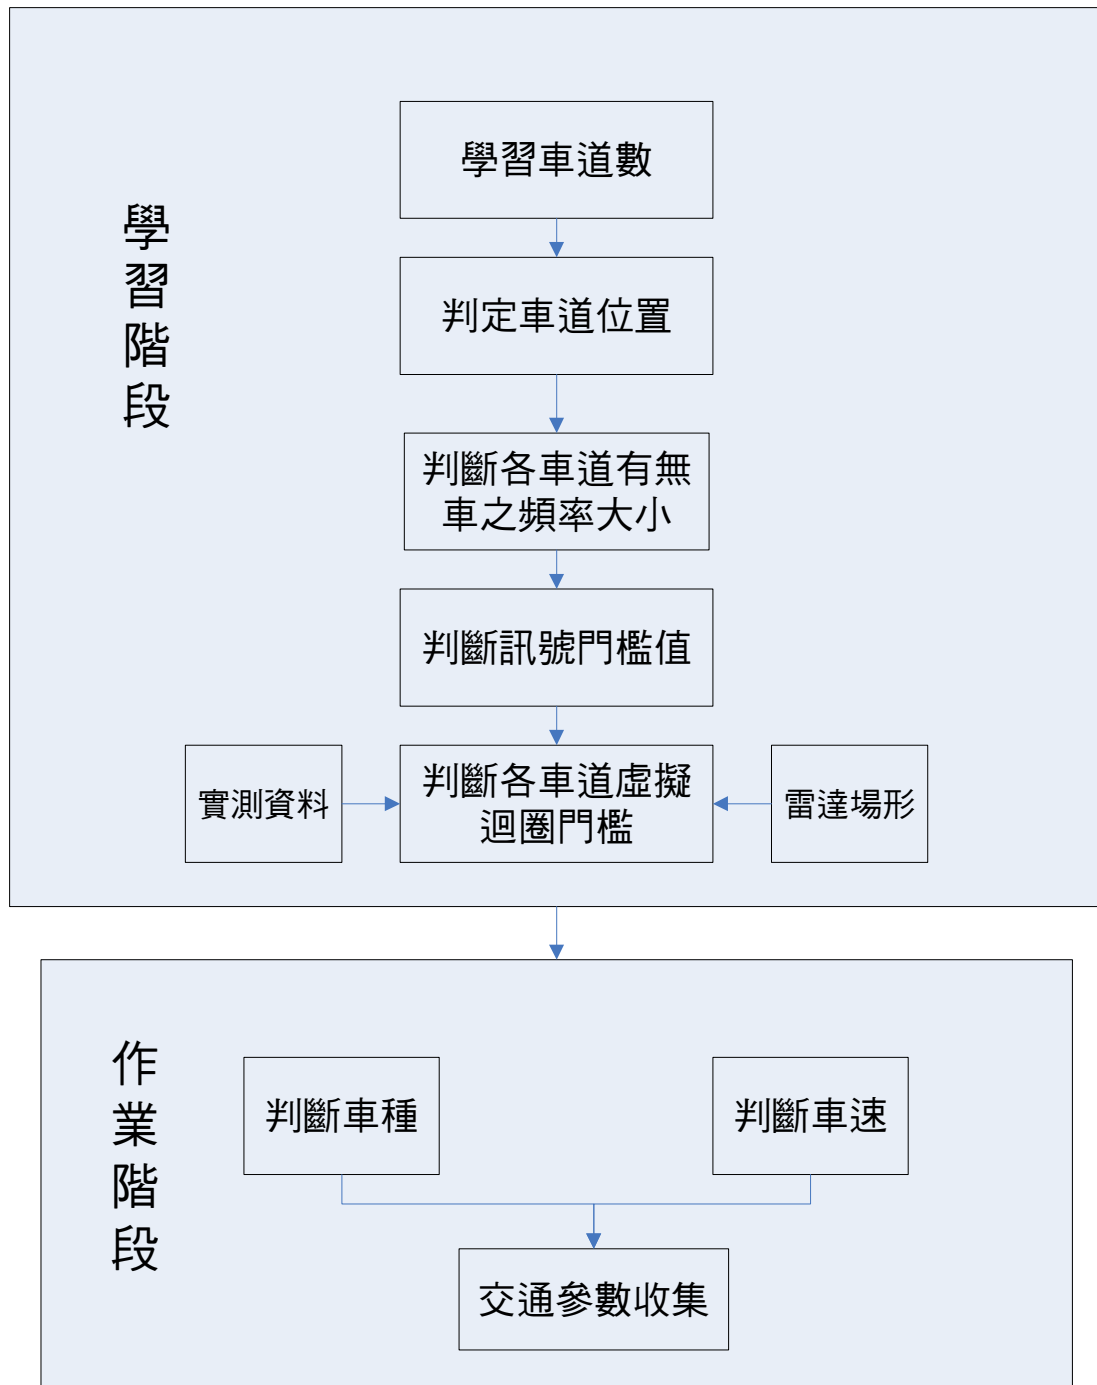 學習階段
學習車道數
判定車道位置
判斷各車道有無
車之頻率大小
判斷訊號門檻值
實測資料
判斷各車道虛擬
迴圈門檻
雷達場形
作業階段
判斷車種
判斷車速
交通參數收集